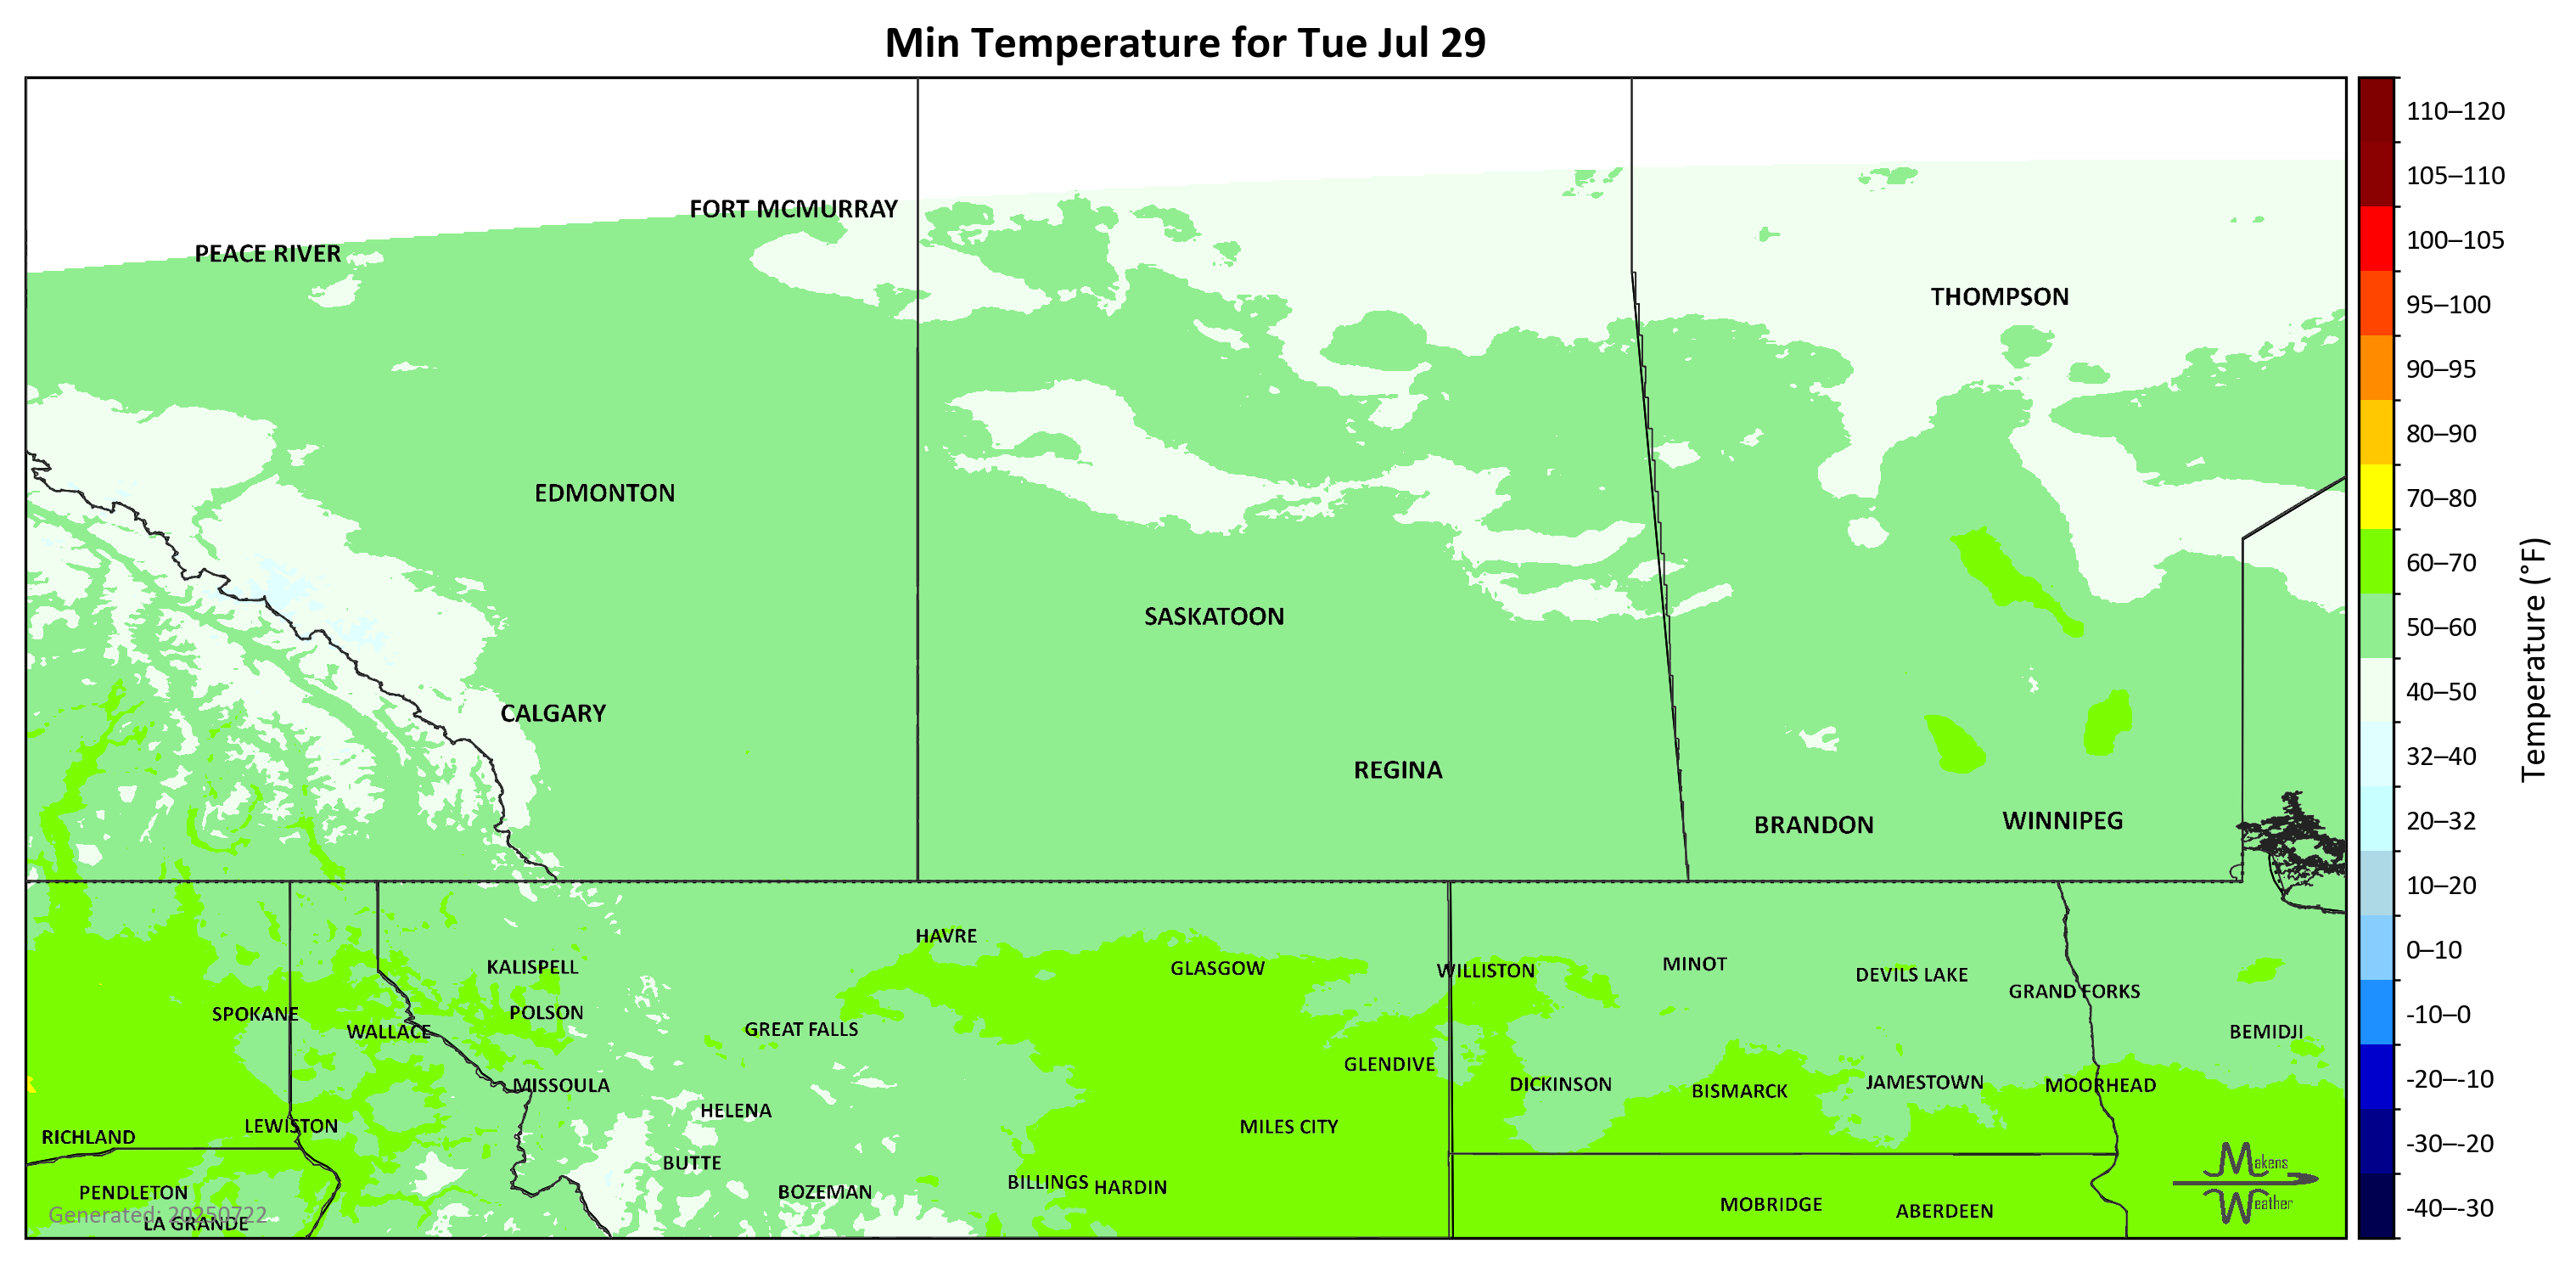 Min Temperature for Tue Jul 29
FORT MCMURRAY
PEACE RIVER
THOMPSON
EDMONTON
SASKATOON
CALGARY
REGINA
BRANDON
WINNIPEG
HAVRE
KALISPELL
GLASGOW
WILLISTON
MINOT
DEVILS LAKE
GRAND FORKS
SPOKANE
POLSON
WALLACE
GREAT FALLS
BEMIDJI
GLENDIVE
MISSOULA
DICKINSON
BISMARCK
JAMESTOWN
MOORHEAD
HELENA
LEWISTON
MILES CITY
RICHLAND
BUTTE
BILLINGS
HARDIN
PENDLETON
BOZEMAN
MOBRIDGE
ABERDEEN
Generated: 20250722
LA GRANDE
Makens
Weather
110–120
105–110
100–105
95–100
90–95
80–90
70–80
60–70
50–60
40–50
32–40
20–32
10–20
0–10
-10–0
-20–-10
-30–-20
-40–-30
Temperature (°F)